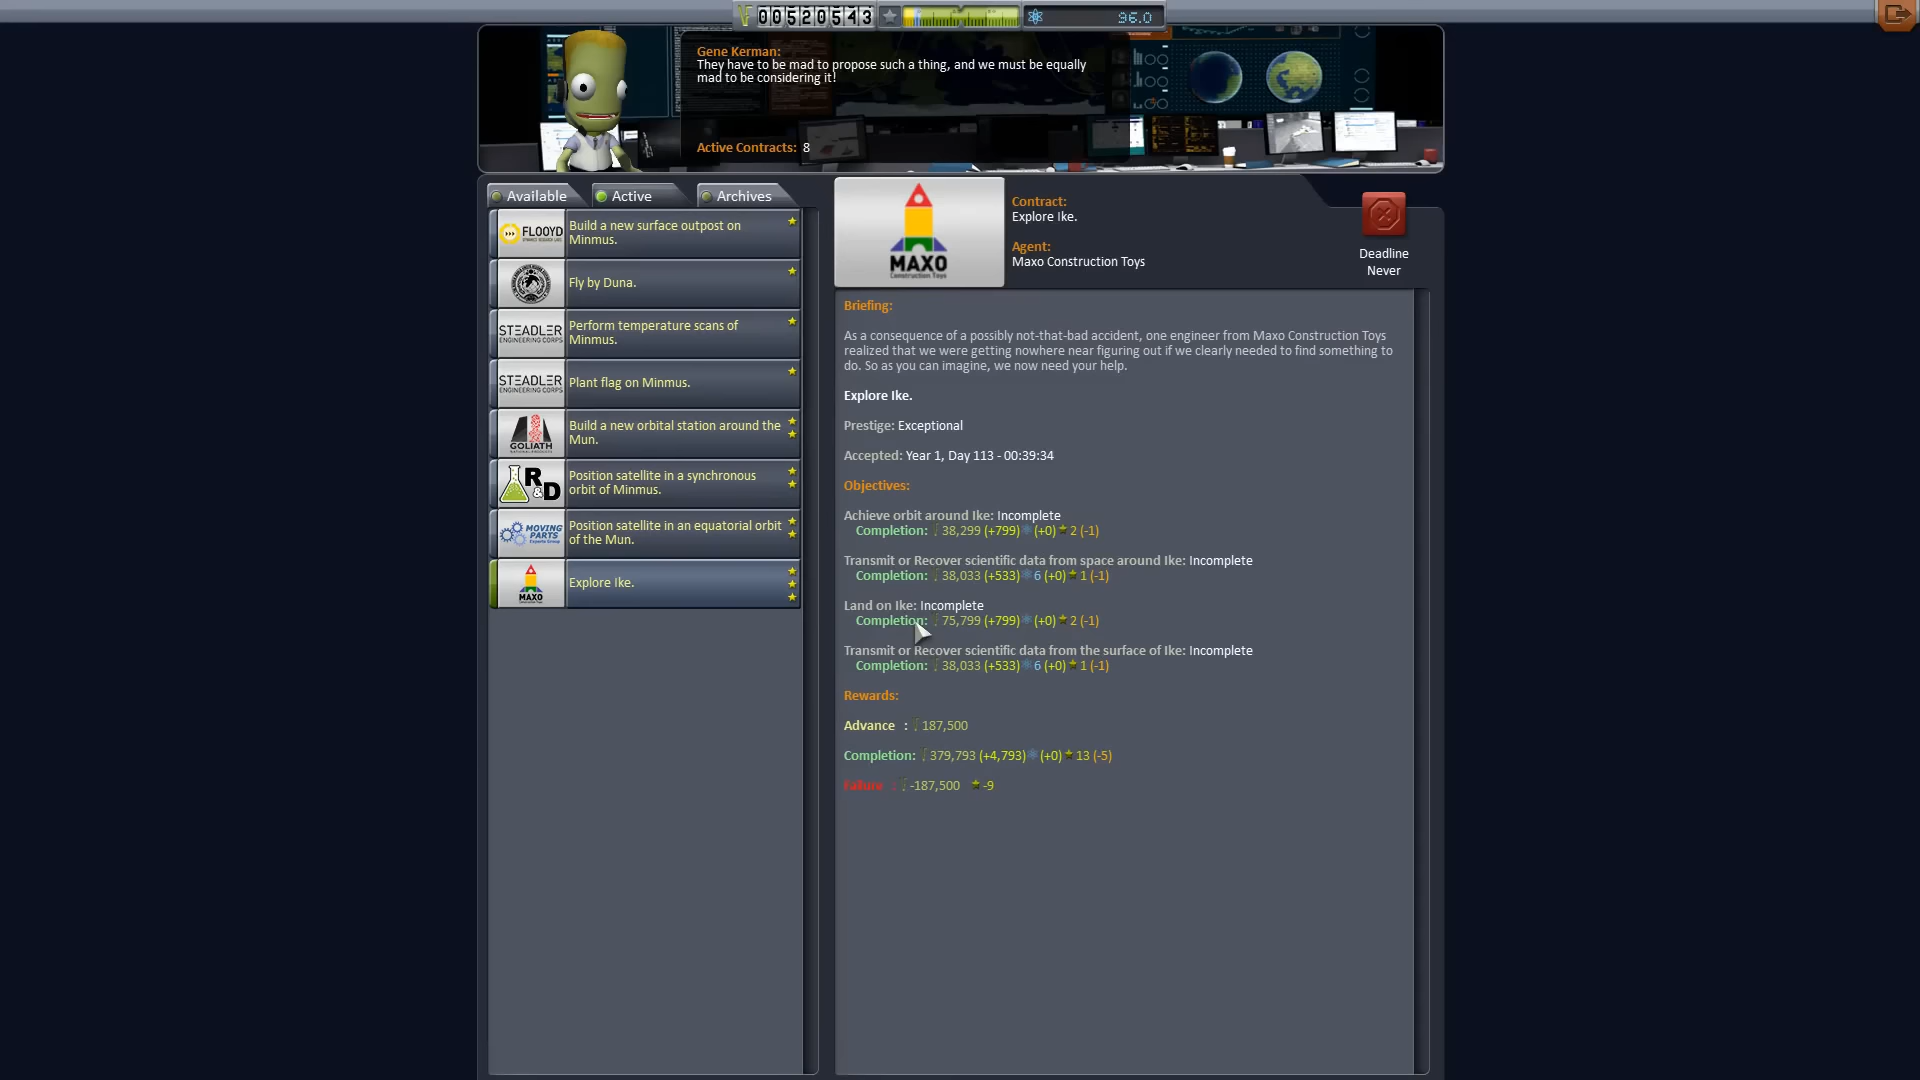 00520543
96.0
Gene Kerman:
They have to be mad to propose such a thing, and we must be equally
mad to be considering it!
Active Contracts: 8
Available
Active
Archives
FLOOYD
Build a new surface outpost on
Minmus.
Fly by Duna.
STEADLER
ENGINEERING CORPS
Perform temperature scans of
Minmus.
STEADLER
ENGINEERING CORPS
Plant flag on Minmus.
GOLIATH
Build a new orbital station around the
Mun.
R&D
Position satellite in a synchronous
orbit of Minmus.
MOVING
PARTS
Experts Group
Position satellite in an equatorial orbit
of the Mun.
MAXO
Explore Ike.
MAXO
Construction Toys
Contract:
Explore Ike.
Agent:
Maxo Construction Toys
Deadline
Never
Briefing:
As a consequence of a possibly not-that-bad accident, one engineer from Maxo Construction Toys
realized that we were getting nowhere near figuring out if we clearly needed to find something to
do. So as you can imagine, we now need your help.
Explore Ike.
Prestige: Exceptional
Accepted: Year 1, Day 113 - 00:39:34
Objectives:
Achieve orbit around Ike: Incomplete
Completion: 38,299 (+799) (+0) 2 (-1)
Transmit or Recover scientific data from space around Ike: Incomplete
Completion: 38,033 (+533) 6 (+0) 1 (-1)
Land on Ike: Incomplete
Completion: 75,799 (+799) (+0) 2 (-1)
Transmit or Recover scientific data from the surface of Ike: Incomplete
Completion: 38,033 (+533) 6 (+0) 1 (-1)
Rewards:
Advance : 187,500
Completion: 379,793 (+4,793) (+0) 13 (-5)
Failure : -187,500 -9